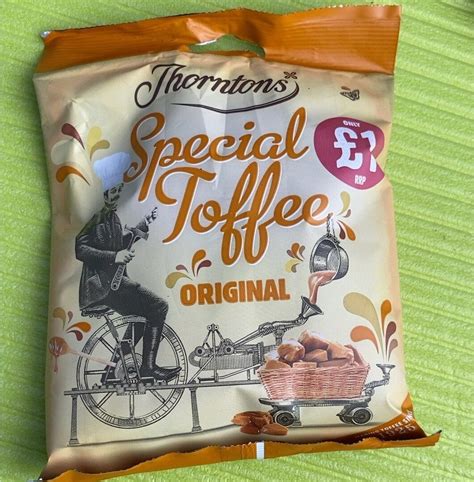 Thorntons
Special
Toffee
ORIGINAL
ONLY
£1
RRP